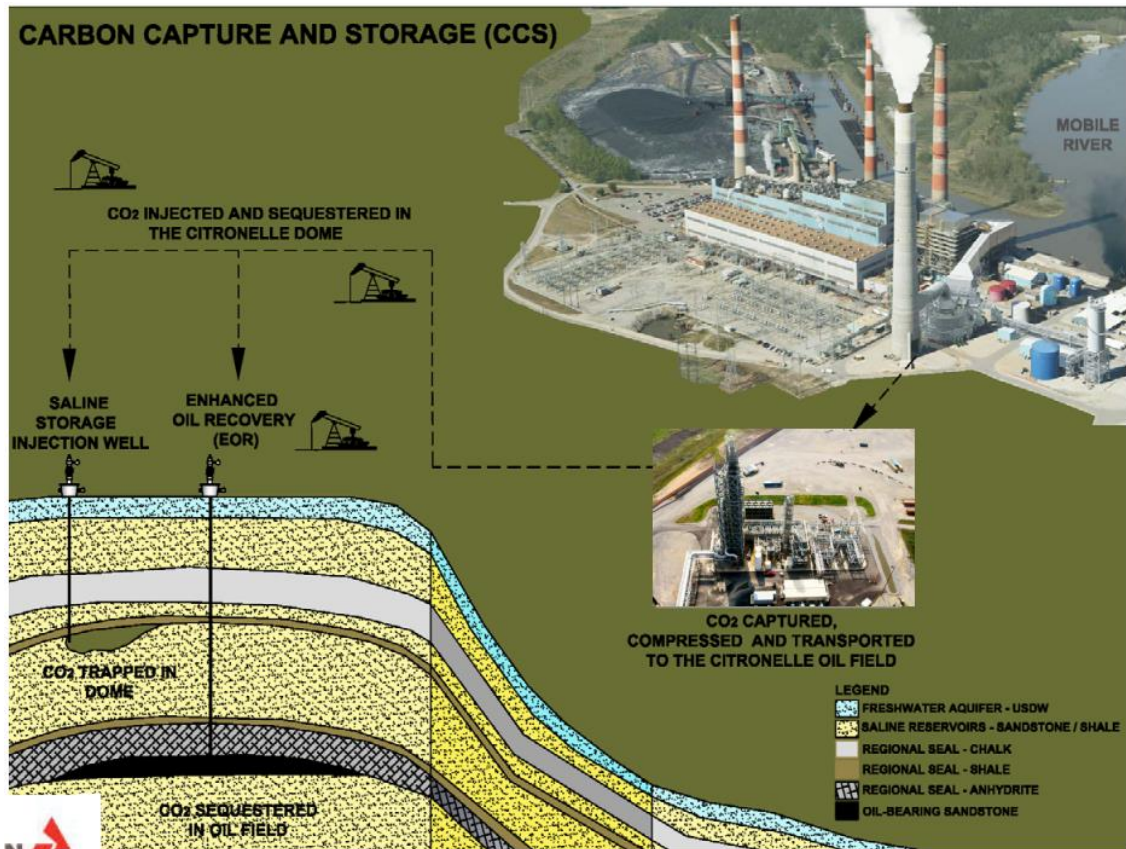 CARBON CAPTURE AND STORAGE (CCS)
MOBILE
RIVER
CO2 INJECTED AND SEQUESTERED IN
THE CITRONELLE DOME
SALINE
STORAGE
INJECTION WELL
ENHANCED
OIL RECOVERY
(EOR)
CO2 CAPTURED,
COMPRESSED AND TRANSPORTED
TO THE CITRONELLE OIL FIELD
CO2 TRAPPED IN
DOME
LEGEND
FRESHWATER AQUIFER - USDW
SALINE RESERVOIRS - SANDSTONE / SHALE
REGIONAL SEAL - CHALK
REGIONAL SEAL - SHALE
REGIONAL SEAL - ANHYDRITE
OIL-BEARING SANDSTONE
CO2 SEQUESTERED
IN OIL FIELD
N